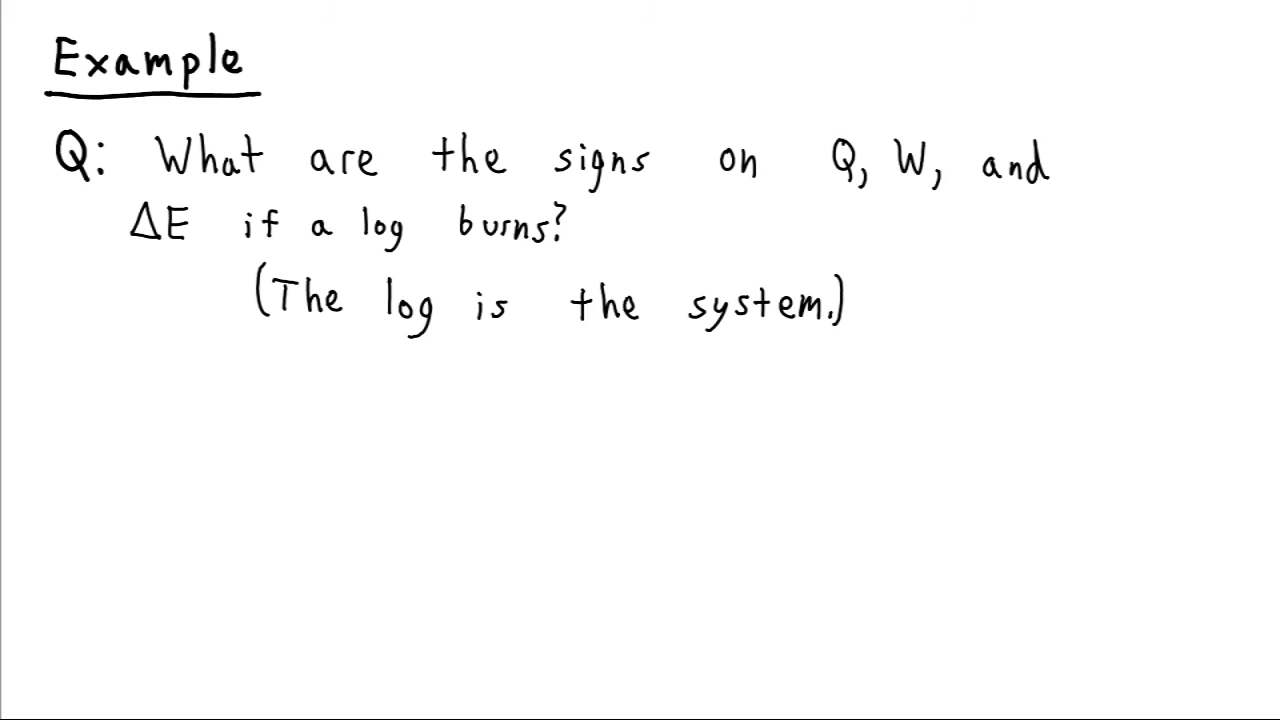 Example
Q: What are the signs on Q, W, and
ΔE if a log burns?
(The log is the system.)